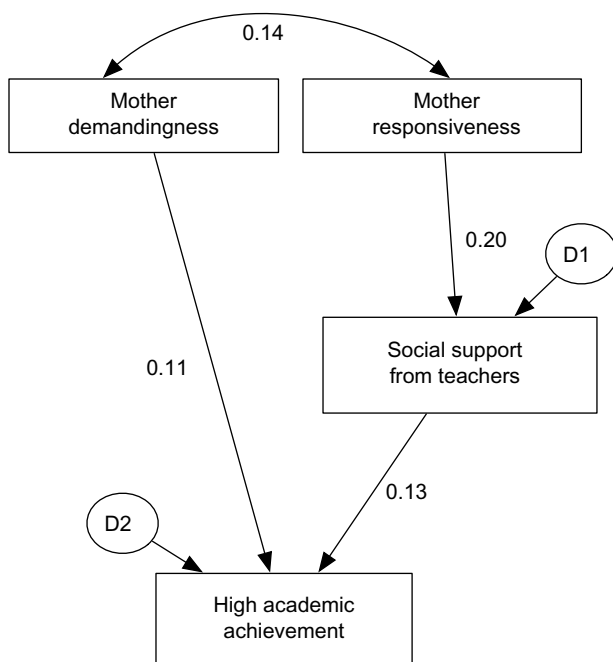 0.14
Mother
demandingness
Mother
responsiveness
0.20
D1
Social support
from teachers
0.11
0.13
D2
High academic
achievement